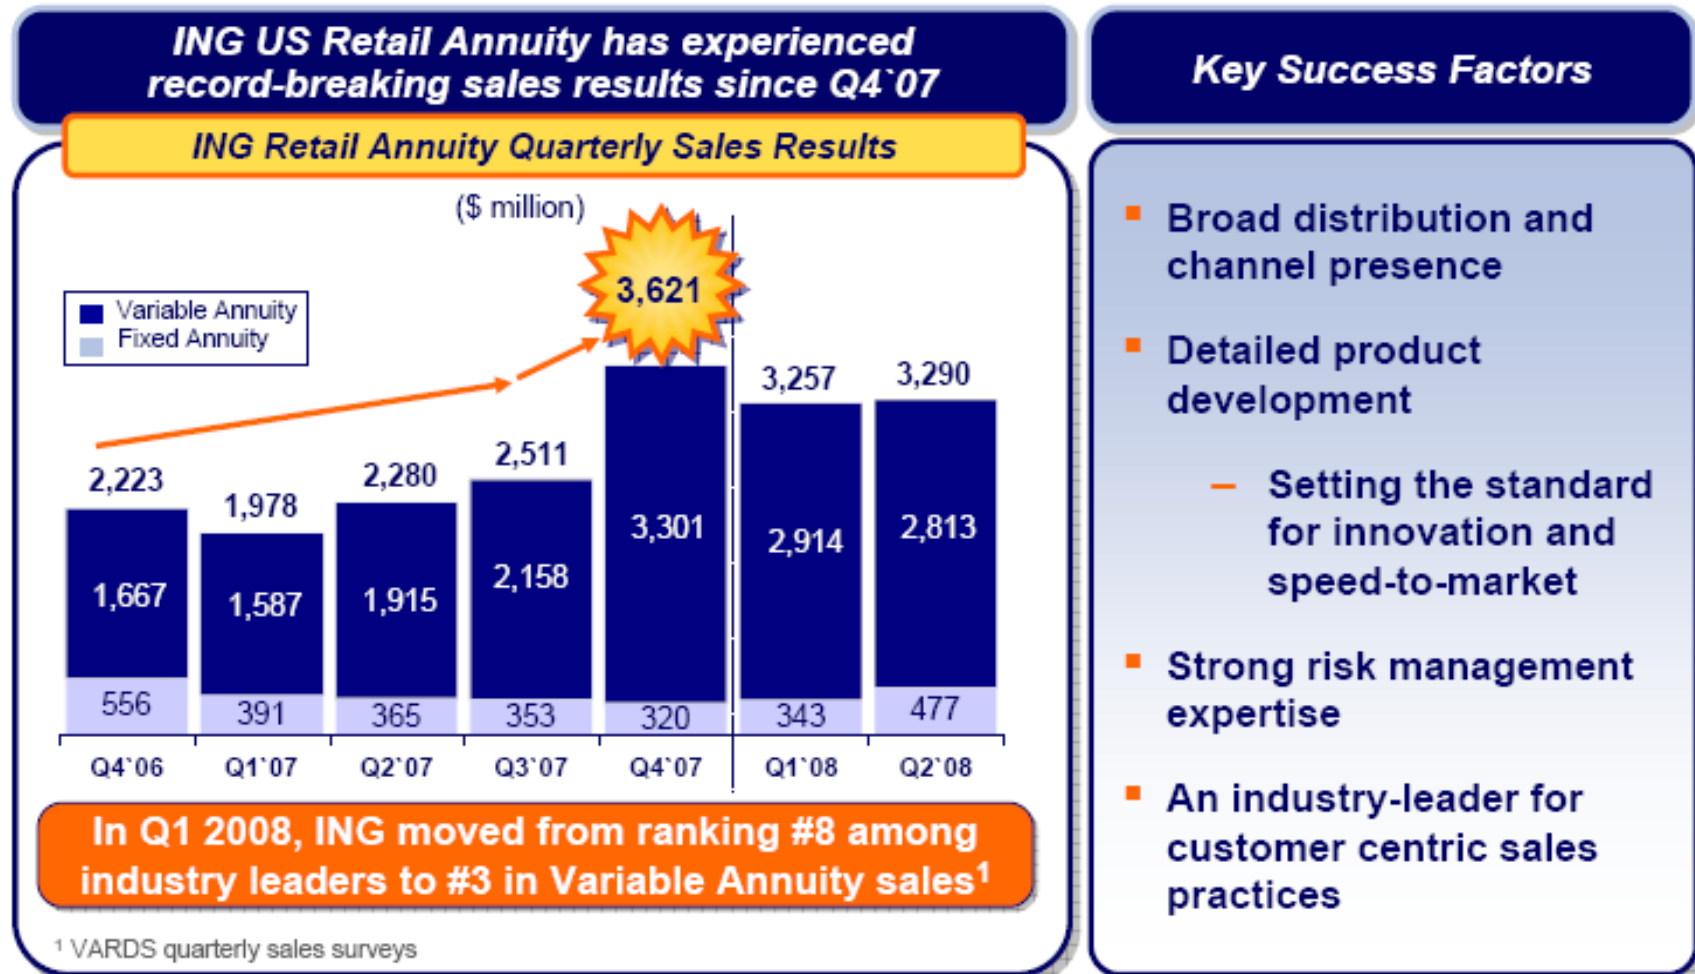 ING US Retail Annuity has experienced
record-breaking sales results since Q4`07
ING Retail Annuity Quarterly Sales Results
($ million)
Variable Annuity
Fixed Annuity
2,223
1,978
2,280
2,511
3,621
3,257
3,290
1,667
1,587
1,915
2,158
3,301
2,914
2,813
556
391
365
353
320
343
477
Q4`06
Q1`07
Q2`07
Q3`07
Q4`07
Q1`08
Q2`08
In Q1 2008, ING moved from ranking #8 among
industry leaders to #3 in Variable Annuity sales¹
¹ VARDS quarterly sales surveys
Key Success Factors
▪ Broad distribution and
channel presence
▪ Detailed product
development
– Setting the standard
for innovation and
speed-to-market
▪ Strong risk management
expertise
▪ An industry-leader for
customer centric sales
practices